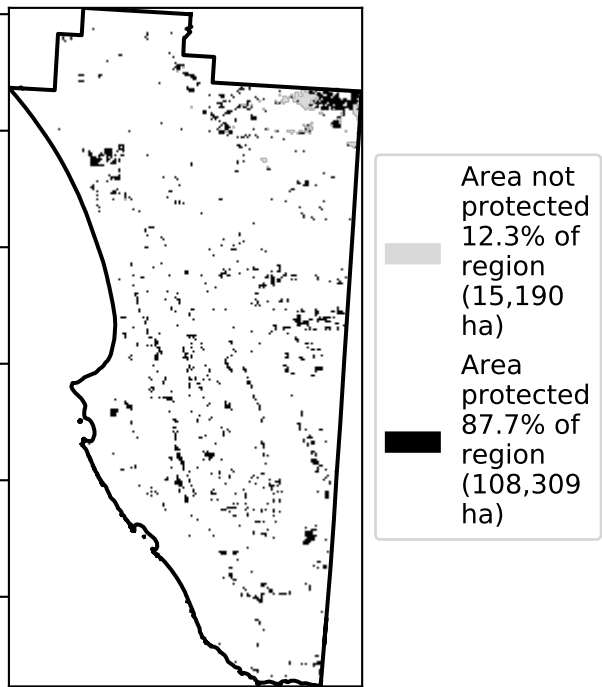 Area not
protected
12.3% of
region
(15,190
ha)
Area
protected
87.7% of
region
(108,309
ha)